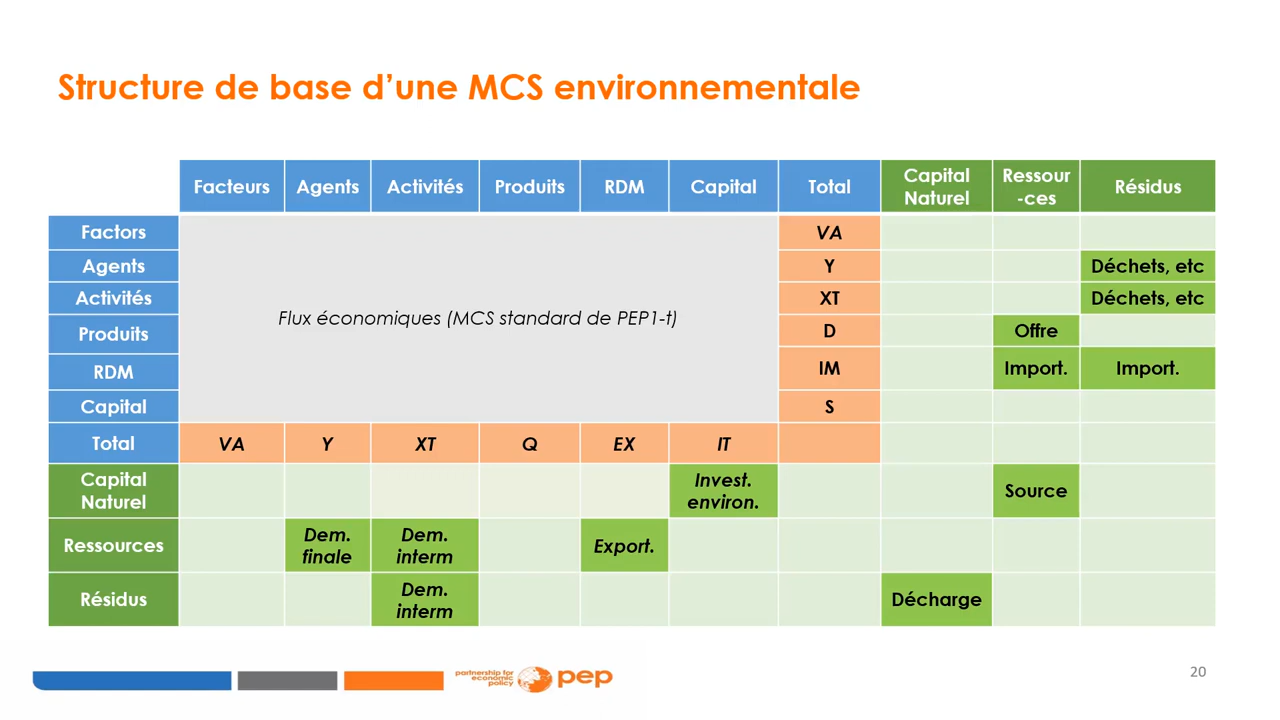 Structure de base d’une MCS environnementale
Facteurs Agents Activités Produits RDM Capital Total Capital Naturel Ressour-ces Résidus
Factors VA
Agents Y Déchets, etc
Activités XT Déchets, etc
Flux économiques (MCS standard de PEP1-t)
Produits D Offre
RDM IM Import. Import.
Capital S
Total VA Y XT Q EX IT
Capital Naturel Invest. environ. Source
Ressources Dem. finale Dem. interm Export.
Résidus Dem. interm Décharge
partnership for
economic
policy
pep
20